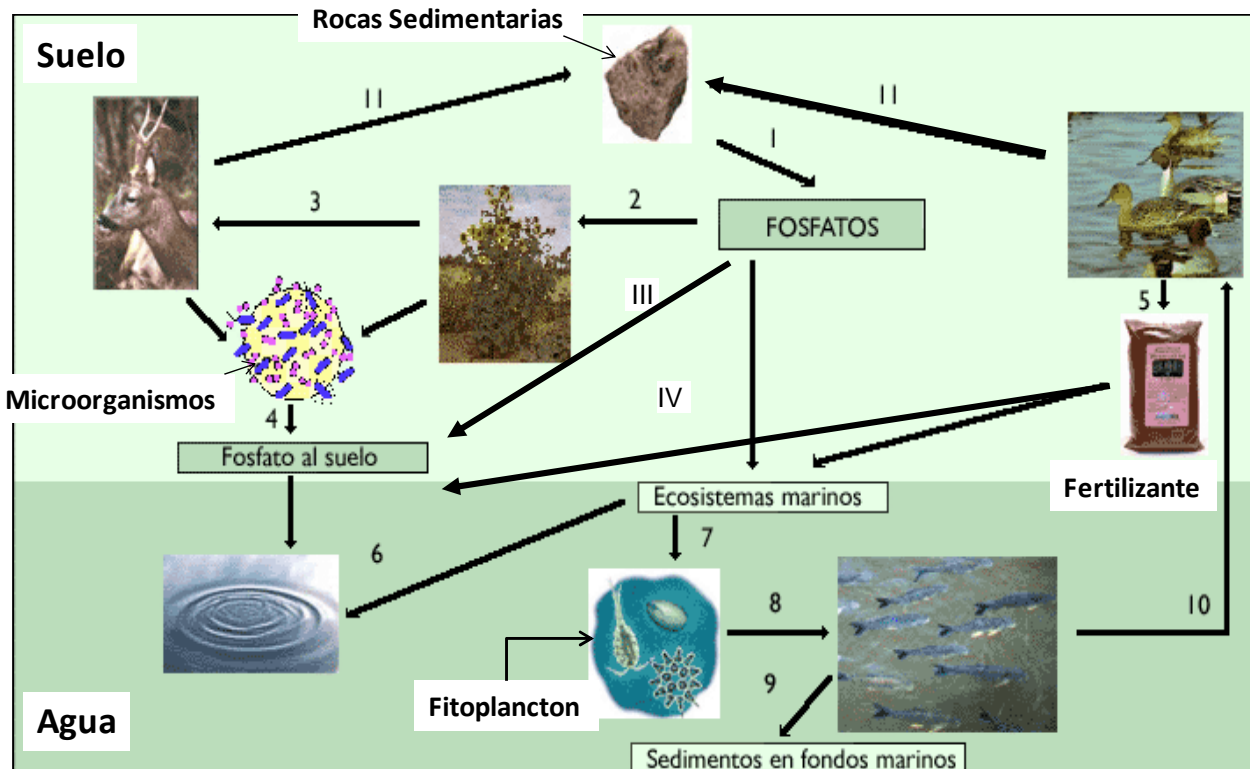 Rocas Sedimentarias
Suelo
11
11
1
3
2
FOSFATOS
III
5
Microorganismos
IV
4
Fosfato al suelo
Fertilizante
Ecosistemas marinos
6
7
8
10
9
Fitoplancton
Agua
Sedimentos en fondos marinos